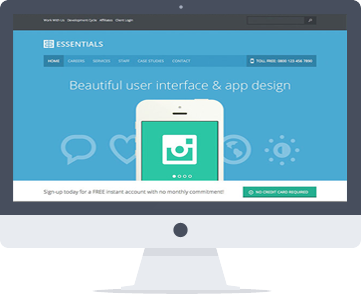 Work With Us Development Cycle Affiliates Client Login
ESSENTIALS
HOME CAREERS SERVICES STAFF CASE STUDIES CONTACT TOLL FREE: 0800 123 456 7890
Beautiful user interface & app design
Sign-up today for a FREE instant account with no monthly commitment! NO CREDIT CARD REQUIRED